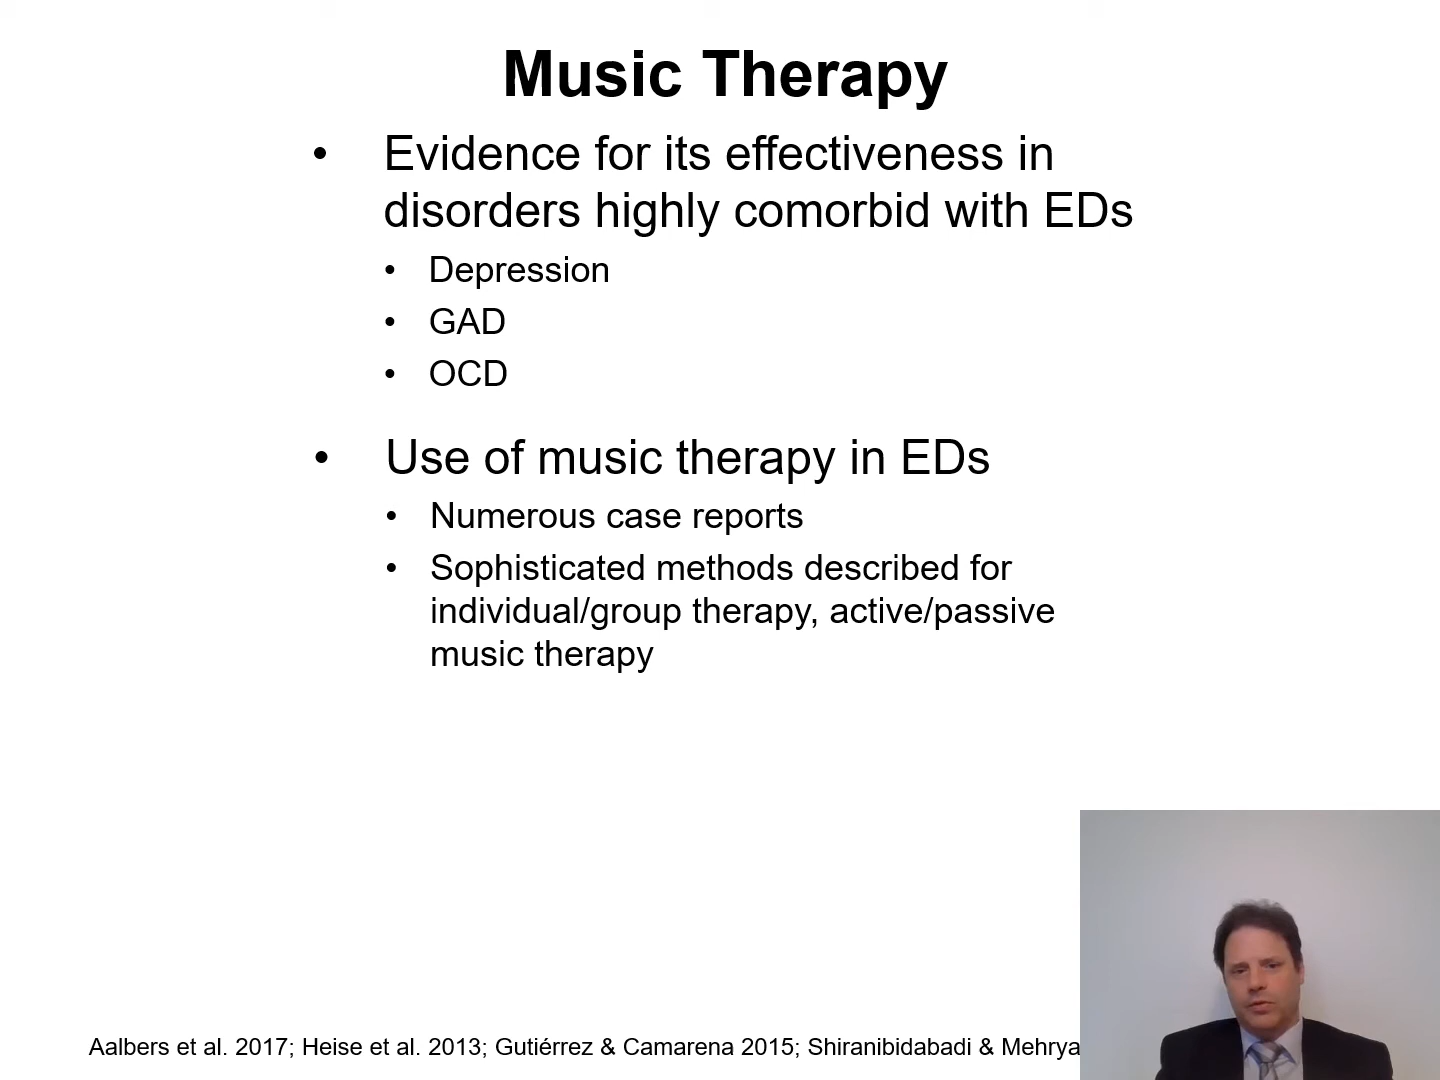 Music Therapy
• Evidence for its effectiveness in
disorders highly comorbid with EDs
• Depression
• GAD
• OCD
• Use of music therapy in EDs
• Numerous case reports
• Sophisticated methods described for
individual/group therapy, active/passive
music therapy
Aalbers et al. 2017; Heise et al. 2013; Gutiérrez & Camarena 2015; Shiranibidabadi & Mehrya